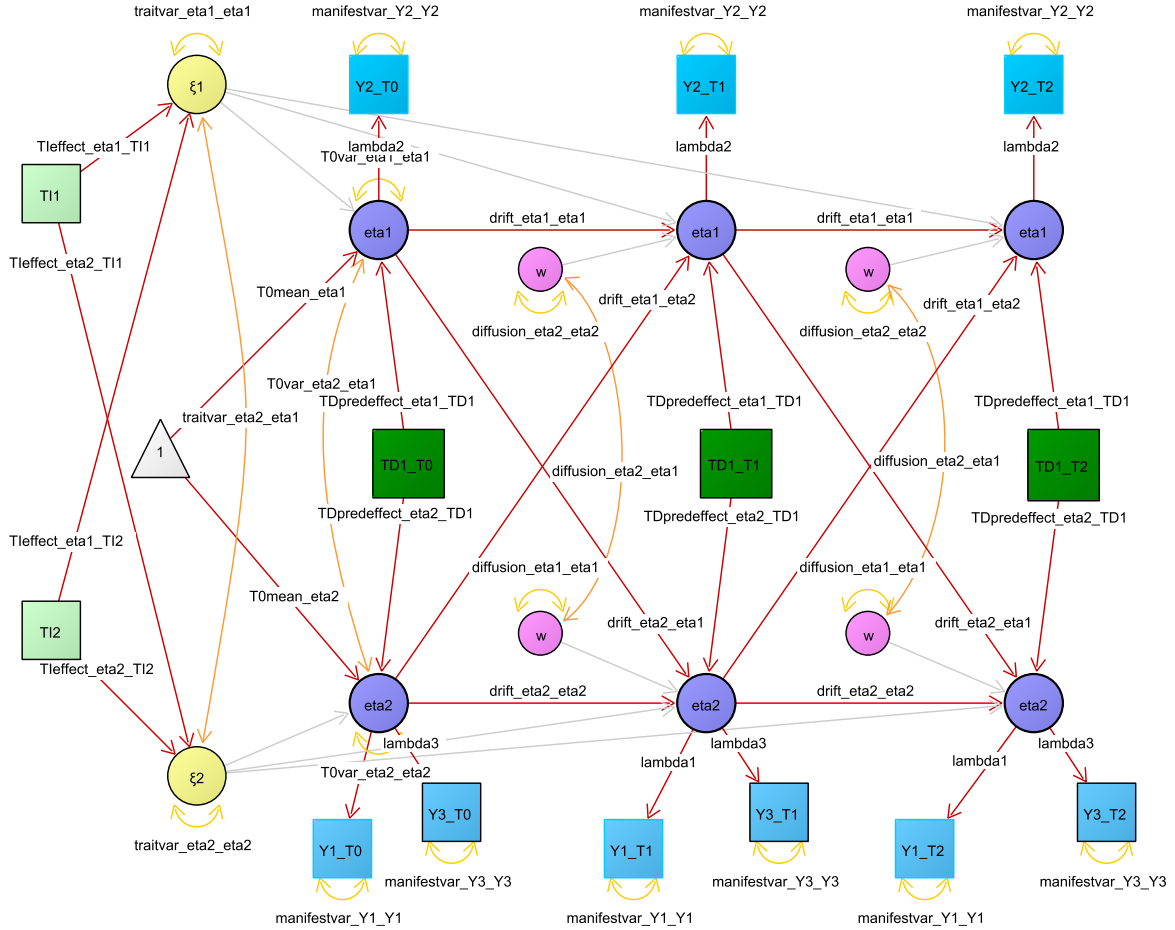 traitvar_eta1_eta1
manifestvar_Y2_Y2
manifestvar_Y2_Y2
manifestvar_Y2_Y2
ξ1
Y2_T0
Y2_T1
Y2_T2
TIeffect_eta1_TI1
lambda2
lambda2
lambda2
T0var_eta1_eta1
TI1
eta1
drift_eta1_eta1
eta1
drift_eta1_eta1
eta1
TIeffect_eta2_TI1
w
w
T0mean_eta1
drift_eta1_eta2
drift_eta1_eta2
diffusion_eta2_eta2
diffusion_eta2_eta2
T0var_eta2_eta1
TDpredeffect_eta1_TD1
TDpredeffect_eta1_TD1
TDpredeffect_eta1_TD1
traitvar_eta2_eta1
1
TD1_T0
diffusion_eta2_eta1
TD1_T1
diffusion_eta2_eta1
TD1_T2
TDpredeffect_eta2_TD1
TDpredeffect_eta2_TD1
TDpredeffect_eta2_TD1
TIeffect_eta1_TI2
diffusion_eta1_eta1
diffusion_eta1_eta1
T0mean_eta2
TI2
w
drift_eta2_eta1
w
drift_eta2_eta1
TIeffect_eta2_TI2
eta2
drift_eta2_eta2
eta2
drift_eta2_eta2
eta2
lambda3
lambda3
lambda3
lambda1
lambda1
ξ2
T0var_eta2_eta2
Y3_T0
Y3_T1
Y3_T2
traitvar_eta2_eta2
Y1_T0
Y1_T1
Y1_T2
manifestvar_Y3_Y3
manifestvar_Y3_Y3
manifestvar_Y3_Y3
manifestvar_Y1_Y1
manifestvar_Y1_Y1
manifestvar_Y1_Y1